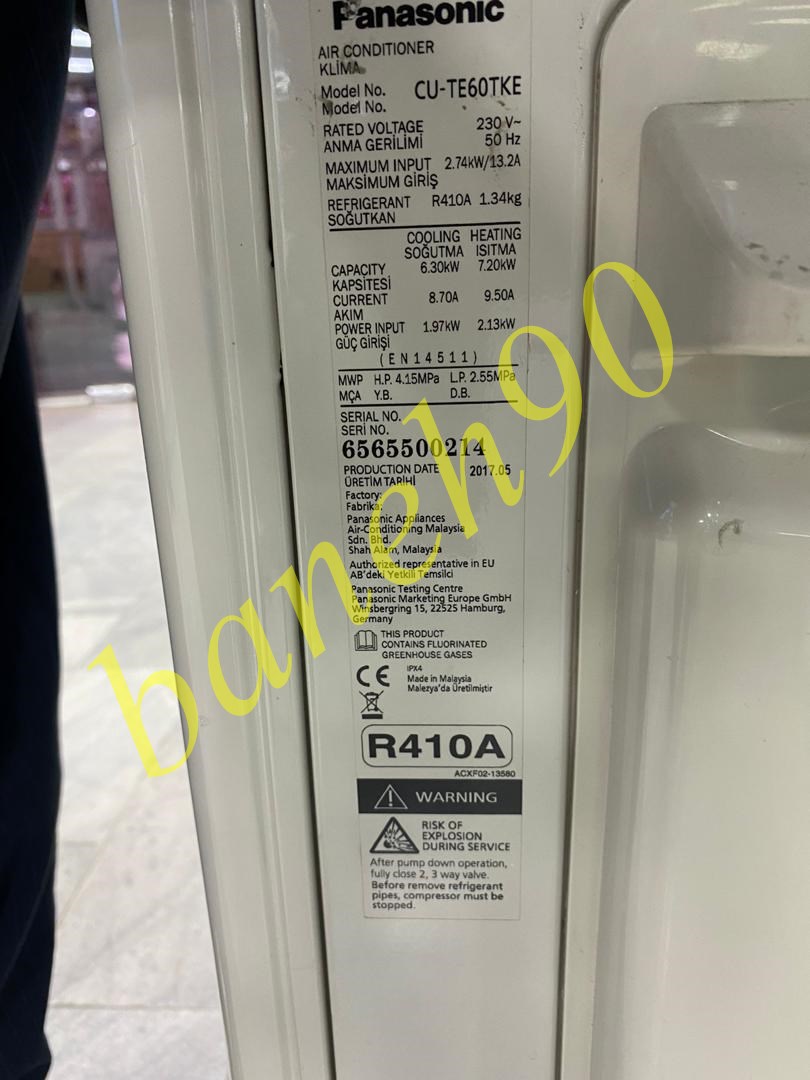 Panasonic
AIR CONDITIONER
KLİMA
Model No. CU-TE60TKE
Model No.
RATED VOLTAGE 230 V~
ANMA GERİLİMİ 50 Hz
MAXIMUM INPUT 2.74kW/13.2A
MAKSİMUM GİRİŞ
REFRIGERANT R410A 1.34kg
SOĞUTKAN
COOLING HEATING
SOĞUTMA ISITMA
CAPACITY 6.30kW 7.20kW
KAPSİTESİ
CURRENT 8.70A 9.50A
AKIM
POWER INPUT 1.97kW 2.13kW
GÜÇ GİRİŞİ
(EN14511)
MWP H.P. 4.15MPa L.P. 2.55MPa
MÇA Y.B. D.B.
SERIAL NO.
SERİ NO.
6565500214
PRODUCTION DATE 2017.05
ÜRETİM TARİHİ
Factory:
Fabrika:
Panasonic Appliances
Air-Conditioning Malaysia
Sdn. Bhd.
Shah Alam, Malaysia
Authorized representative in EU
AB'deki Yetkili Temsilci
Panasonic Testing Centre
Panasonic Marketing Europe GmbH
Winsbergring 15, 22525 Hamburg,
Germany
THIS PRODUCT
CONTAINS FLUORINATED
GREENHOUSE GASES
CE IPX4
Made in Malaysia
Malezya'da Üretilmiştir
R410A
ACXF02-13580
WARNING
RISK OF
EXPLOSION
DURING SERVICE
After pump down operation,
fully close 2, 3 way valve.
Before remove refrigerant
pipes, compressor must be
stopped.
baneh90